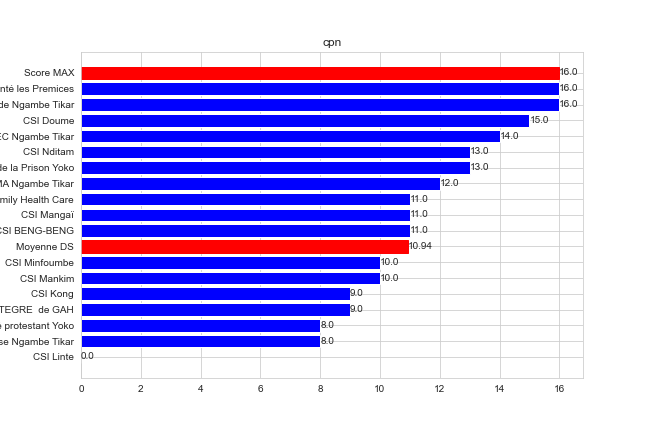 cpn
Score MAX 16.0
nté les Premices 16.0
de Ngambe Tikar 16.0
CSI Doume 15.0
EC Ngambe Tikar 14.0
CSI Nditam 13.0
de la Prison Yoko 13.0
MA Ngambe Tikar 12.0
mily Health Care 11.0
CSI Mangaï 11.0
CSI BENG-BENG 11.0
Moyenne DS 10.94
CSI Minfoumbe 10.0
CSI Mankim 10.0
CSI Kong 9.0
TEGRE de GAH 9.0
e protestant Yoko 8.0
se Ngambe Tikar 8.0
CSI Linte 0.0
0 2 4 6 8 10 12 14 16